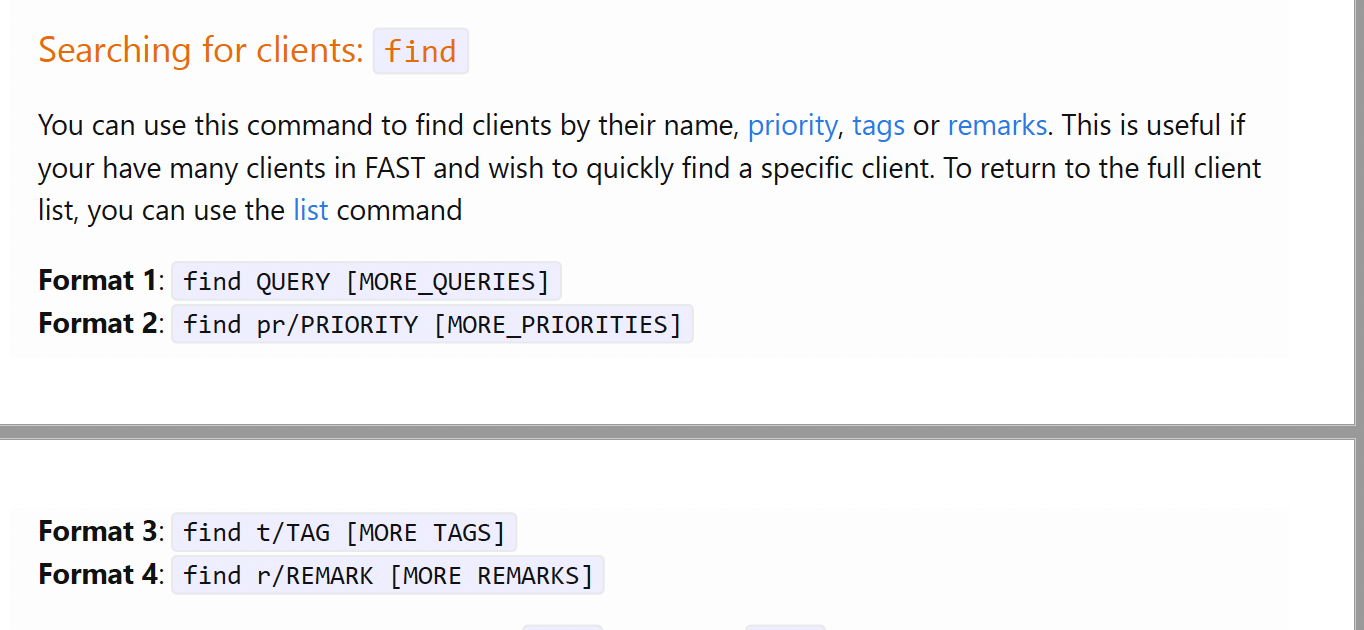 Searching for clients: find
You can use this command to find clients by their name, priority, tags or remarks. This is useful if
your have many clients in FAST and wish to quickly find a specific client. To return to the full client
list, you can use the list command
Format 1: find QUERY [MORE_QUERIES]
Format 2: find pr/PRIORITY [MORE_PRIORITIES]
Format 3: find t/TAG [MORE TAGS]
Format 4: find r/REMARK [MORE REMARKS]